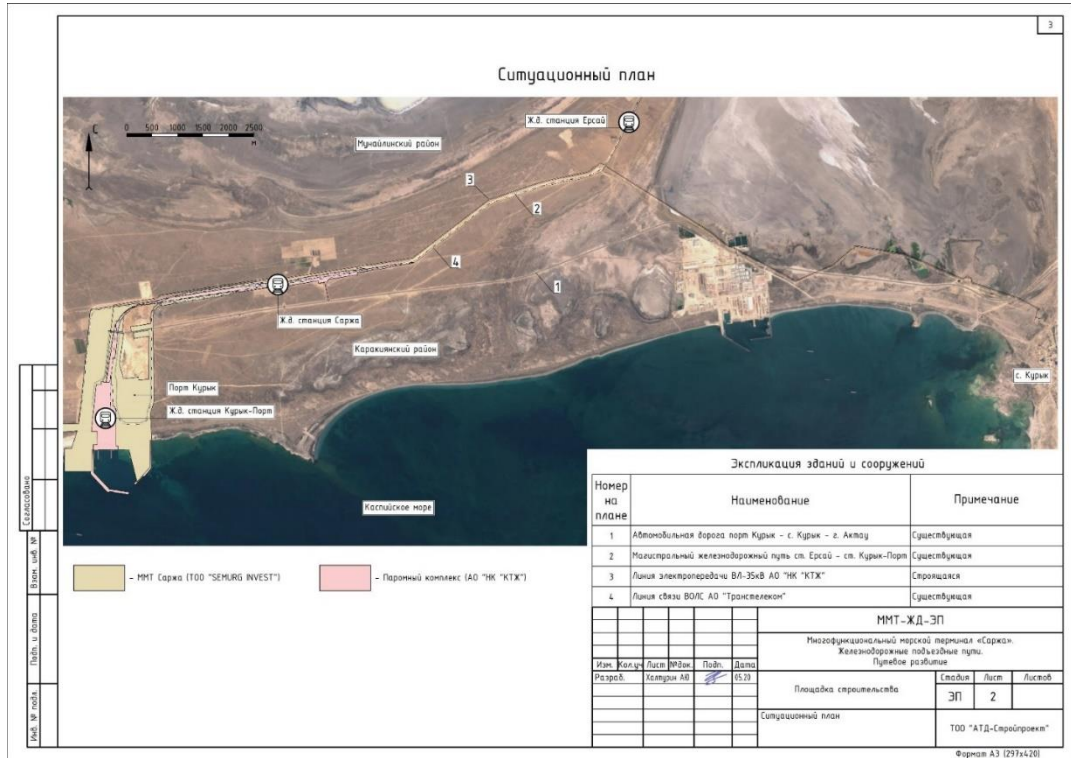 3
Ситуационный план
С
0 500 1000 1500 2000 2500
м
Ж.д. станция Ерсай
Мунайлинский район
3
2
4
1
Ж.д. станция Саржа
Каракиянский район
Порт Курык
Ж.д. станция Курык-Порт
с. Курык
Каспийское море
- ММТ Саржа (ТОО "SEMURG INVEST")
- Паромный комплекс (АО "НК "КТЖ")
Экспликация зданий и сооружений
Номер на плане Наименование Примечание
1 Автомобильная дорога порт Курык - с. Курык - г. Актау Существующая
2 Магистральный железнодорожный путь ст. Ерсай - ст. Курык-Порт Существующая
3 Линия электропередачи ВЛ-35кВ АО "НК "КТЖ" Строящаяся
4 Линия связи ВОЛС АО "Транстелеком" Существующая
ММТ-ЖД-ЭП
Многофункциональный морской терминал «Саржа».
Железнодорожные подъездные пути.
Путевое развитие
Изм. Кол.уч Лист №док. Подп. Дата
Разраб. Халтурин АЮ 05.20
Площадка строительства
Стадия Лист Листов
ЭП 2
Ситуационный план
ТОО "АТД-Стройпроект"
Формат А3 (297х420)
Согласовано
Взам. инв. №
Подп. и дата
Инв. № подл.